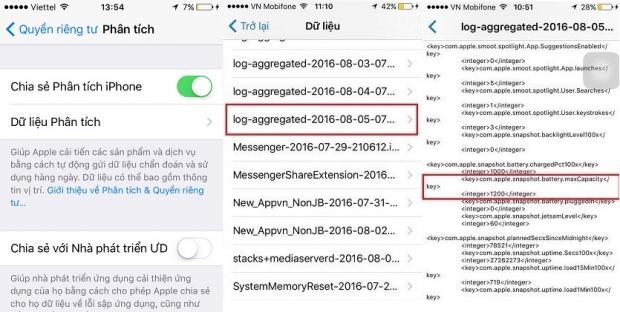 Viettel 13:54 7%
Quyền riêng tư Phân tích
Chia sẻ Phân tích iPhone
Dữ liệu Phân tích
Giúp Apple cải tiến các sản phẩm và dịch vụ
bằng cách tự động gửi dữ liệu chẩn đoán và sử
dụng hàng ngày. Dữ liệu có thể bao gồm thông
tin vị trí. Giới thiệu về Phân tích & Quyền riêng
tư...
Chia sẻ với Nhà phát triển ƯD
Giúp nhà phát triển ứng dụng cải thiện ứng
dụng của họ bằng cách cho phép Apple chia sẻ
cho họ dữ liệu về lỗi sập ứng dụng, cũng như
VN Mobifone 11:10 42%
Trở lại Dữ liệu
log-aggregated-2016-08-03-07...
log-aggregated-2016-08-04-07...
log-aggregated-2016-08-05-07...
Messenger-2016-07-29-210612.i...
MessengerShareExtension-2016...
New_Appvn_NonJB-2016-07-31-...
New_Appvn_NonJB-2016-08-02...
stacks+mediaserverd-2016-08-0...
SystemMemoryReset-2016-07-2...
VN Mobifone 10:51 28%
log-aggregated-2016-08-05...
<key>com.apple.smoot.spotlight.App.SuggestionsEnabled</
key>
<integer>0</integer>
<key>com.apple.smoot.spotlight.App.launches</
key>
<integer>5</integer>
<key>com.apple.smoot.spotlight.User.Searches</
key>
<integer>1</integer>
<key>com.apple.smoot.spotlight.User.keystrokes</
key>
<integer>3</integer>
<key>com.apple.snapshot.backlightLevel100x</
key>
<integer>0</integer>
<key>com.apple.snapshot.battery.chargedPct100x</key>
<integer>1000</integer>
<key>com.apple.snapshot.battery.maxCapacity</
key>
<integer>1200</integer>
<key>com.apple.snapshot.battery.pluggedIn</key>
<integer>0</integer>
<key>com.apple.snapshot.jetsamLevel</key>
<integer>60</integer>
<key>com.apple.snapshot.plannedSecsSinceMidnight</key>
<integer>78521</integer>
<key>com.apple.snapshot.uptime.Secs100x</key>
<integer>27262273</integer>
<key>com.apple.snapshot.uptime.load15Min100x</
key>
<integer>719</integer>
<key>com.apple.snapshot.uptime.load1Min100x</
key>